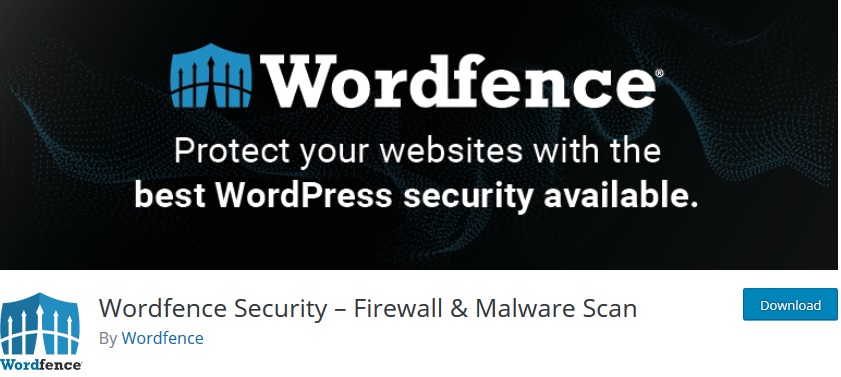 Wordfence®
Protect your websites with the
best WordPress security available.
Wordfence Security – Firewall & Malware Scan
Download
By Wordfence
Wordfence®